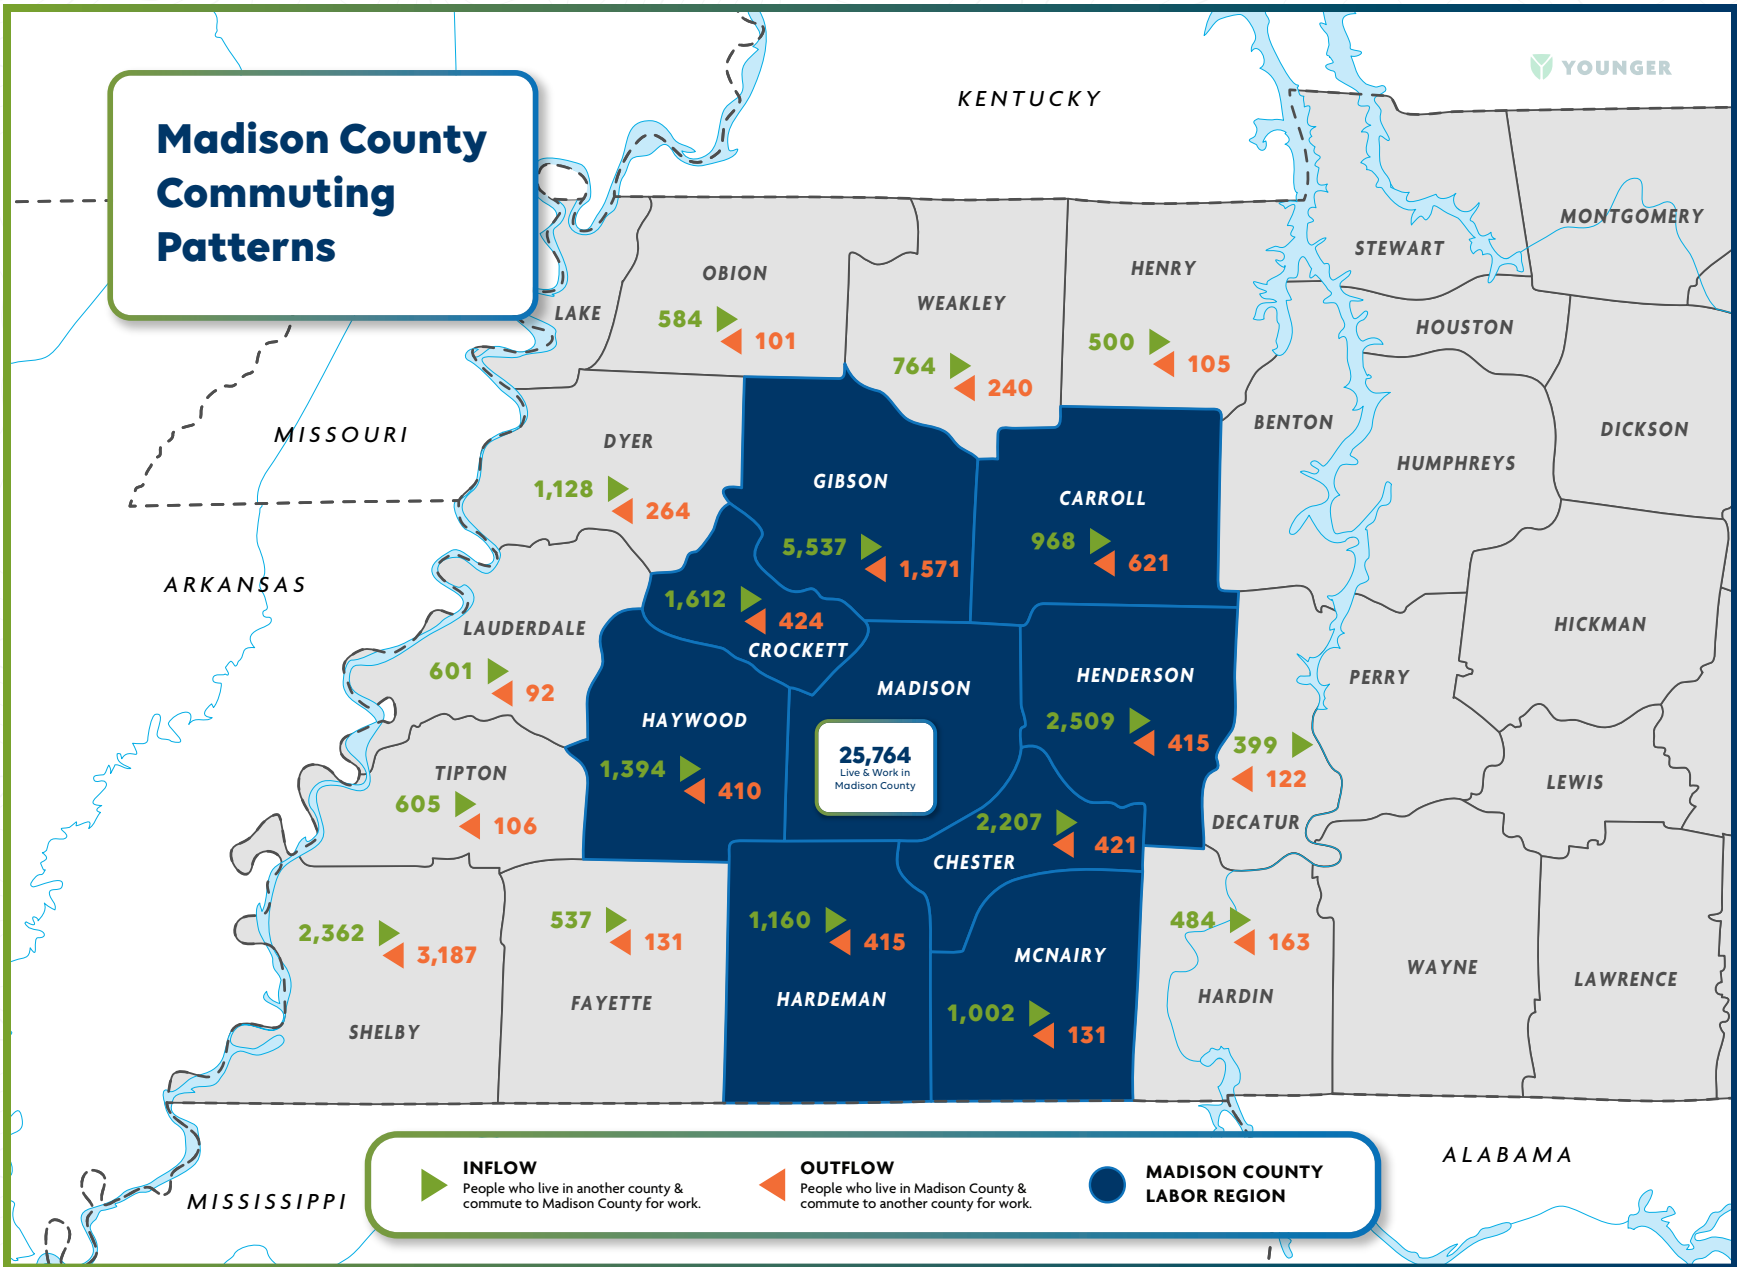 YOUNGER
KENTUCKY
Madison County
Commuting
Patterns
MONTGOMERY
STEWART
OBION
584
101
LAKE
WEAKLEY
764
240
HENRY
500
105
HOUSTON
MISSOURI
DYER
1,128
264
BENTON
DICKSON
HUMPHREYS
GIBSON
5,537
1,571
CARROLL
968
621
ARKANSAS
1,612
424
CROCKETT
LAUDERDALE
601
92
HICKMAN
HENDERSON
2,509
415
PERRY
MADISON
25,764
Live & Work in
Madison County
HAYWOOD
1,394
410
399
122
DECATUR
TIPTON
605
106
LEWIS
2,207
421
CHESTER
2,362
3,187
SHELBY
537
131
FAYETTE
1,160
415
HARDEMAN
MCNAIRY
1,002
131
484
163
HARDIN
WAYNE
LAWRENCE
ALABAMA
MISSISSIPPI
INFLOW
People who live in another county &
commute to Madison County for work.
OUTFLOW
People who live in Madison County &
commute to another county for work.
MADISON COUNTY
LABOR REGION